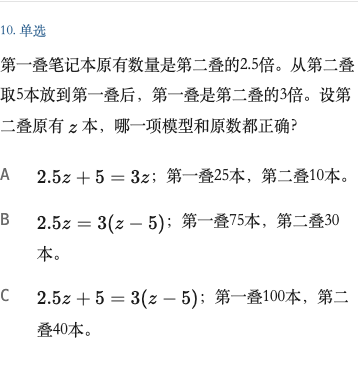 10. 单选
第一叠笔记本原有数量是第二叠的2.5倍。从第二叠
取5本放到第一叠后，第一叠是第二叠的3倍。设第
二叠原有 z 本，哪一项模型和原数都正确?
A 2.5z + 5 = 3z；第一叠25本，第二叠10本。
B 2.5z = 3(z − 5)；第一叠75本，第二叠30
本。
C 2.5z + 5 = 3(z − 5)；第一叠100本，第二
叠40本。